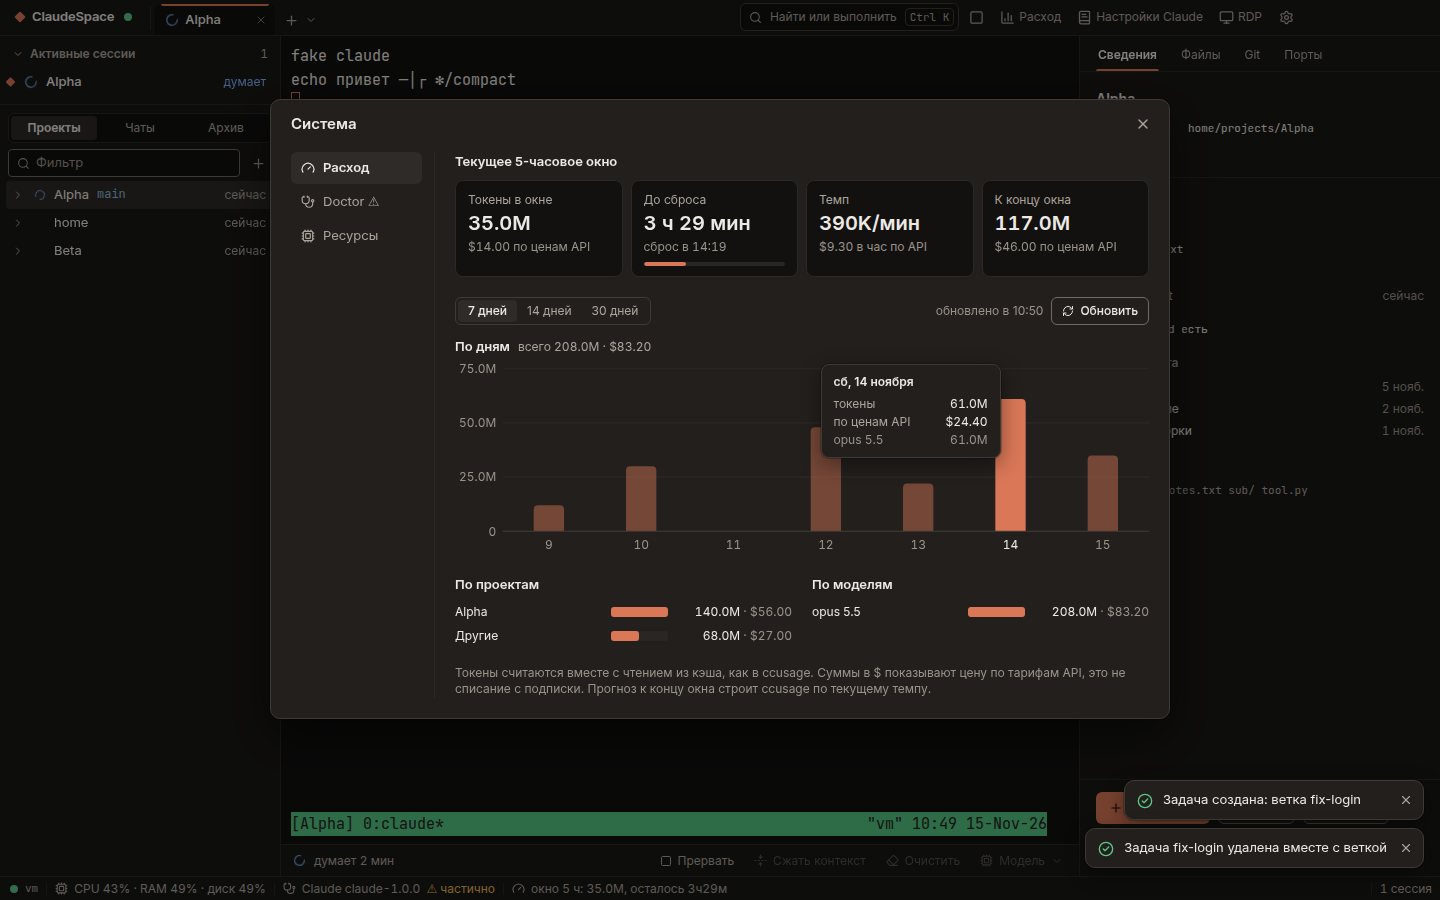 ClaudeSpace
Alpha
Найти или выполнить Ctrl K
Расход
Настройки Claude
RDP
Активные сессии 1
Alpha думает
Проекты Чаты Архив
Фильтр
Alpha main сейчас
home сейчас
Beta сейчас
fake claude
echo привет ─│┌ ✻/compact
Сведения Файлы Git Порты
home/projects/Alpha
сейчас
есть
5 нояб.
2 нояб.
1 нояб.
sub/ tool.py
Система
Расход
Doctor ⚠
Ресурсы
Текущее 5-часовое окно
Токены в окне
35.0M
$14.00 по ценам API
До сброса
3 ч 29 мин
сброс в 14:19
Темп
390K/мин
$9.30 в час по API
К концу окна
117.0M
$46.00 по ценам API
7 дней 14 дней 30 дней
обновлено в 10:50 Обновить
По дням всего 208.0M · $83.20
75.0M
50.0M
25.0M
0
сб, 14 ноября
токены 61.0M
по ценам API $24.40
opus 5.5 61.0M
9 10 11 12 13 14 15
По проектам
Alpha 140.0M · $56.00
Другие 68.0M · $27.00
По моделям
opus 5.5 208.0M · $83.20
Токены считаются вместе с чтением из кэша, как в ccusage. Суммы в $ показывают цену по тарифам API, это не
списание с подписки. Прогноз к концу окна строит ccusage по текущему темпу.
[Alpha] 0:claude* "vm" 10:49 15-Nov-26
думает 2 мин Прервать Сжать контекст Очистить Модель
Задача создана: ветка fix-login
Задача fix-login удалена вместе с веткой
vm CPU 43% · RAM 49% · диск 49% Claude claude-1.0.0 ⚠ частично окно 5 ч: 35.0M, осталось 3ч29м 1 сессия